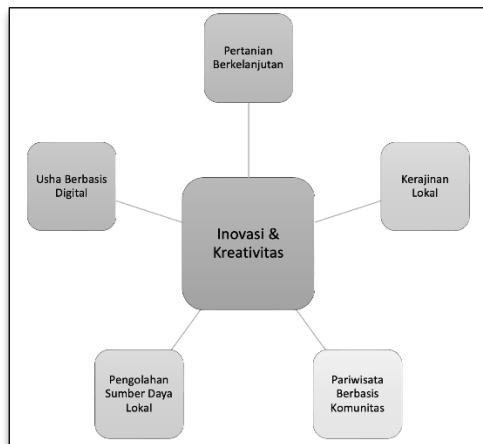 Pertanian
Berkelanjutan
Usha Berbasis
Digital
Kerajinan
Lokal
Inovasi &
Kreativitas
Pengolahan
Sumber Daya
Lokal
Pariwisata
Berbasis
Komunitas